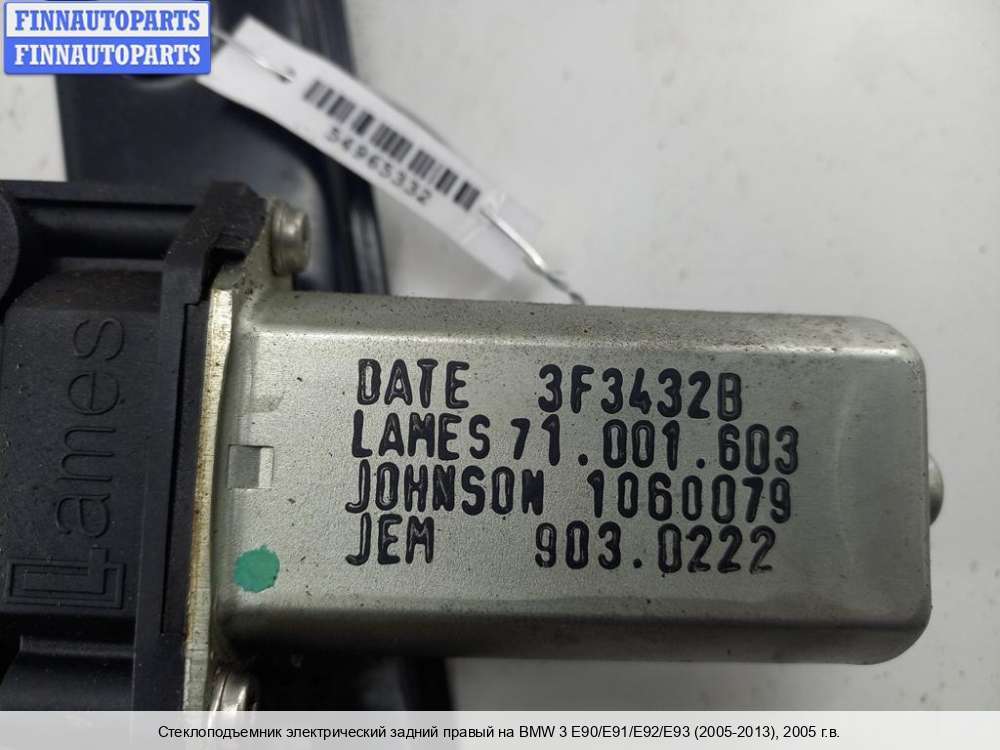 FINNAUTOPARTS
FINNAUTOPARTS
54965332
Lames
DATE 3F3432B
LAMES 71.001.603
JOHNSON 1060079
JEM 903.0222
Стеклоподъемник электрический задний правый на BMW 3 E90/E91/E92/E93 (2005-2013), 2005 г.в.